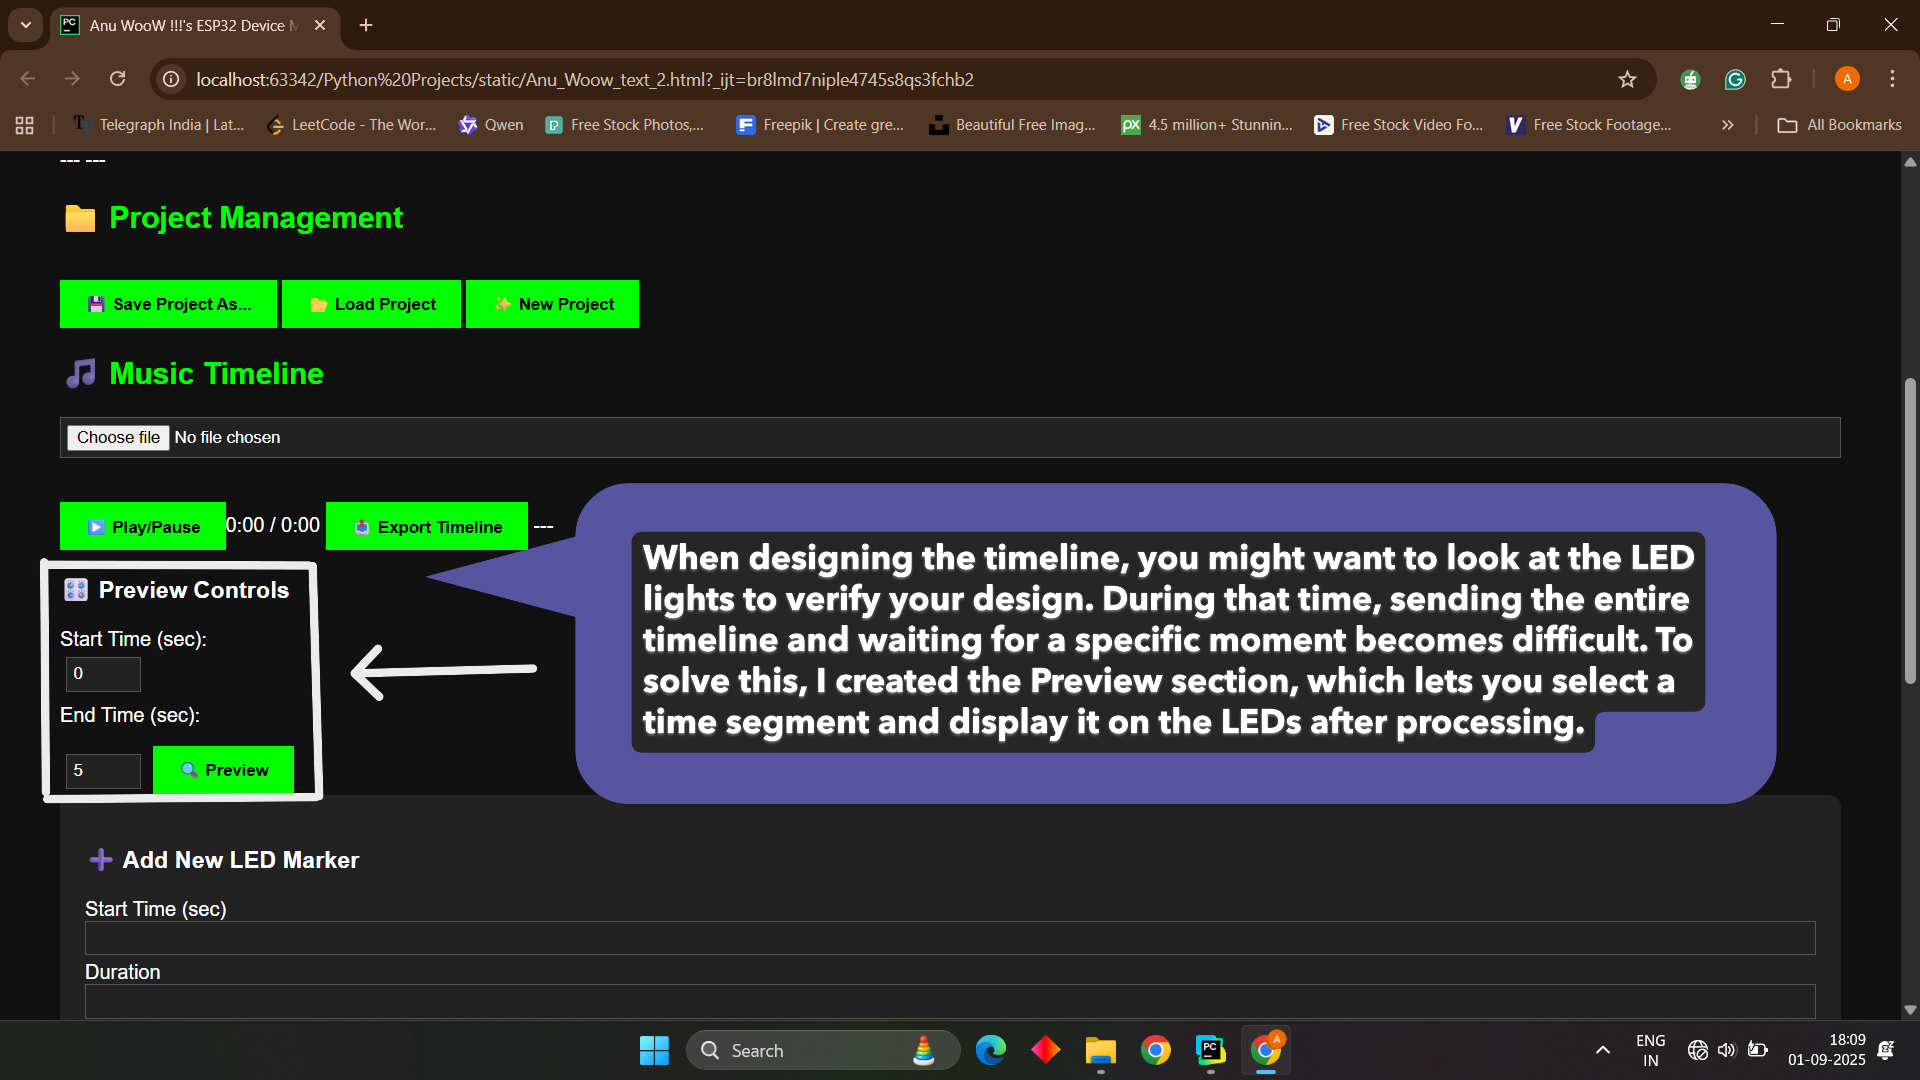 Anu WooW !!!'s ESP32 Device M
localhost:63342/Python%20Projects/static/Anu_Woow_text_2.html?_ijt=br8lmd7niple4745s8qs3fchb2
A
Telegraph India | Lat...
LeetCode - The Wor...
Qwen
Free Stock Photos,...
Freepik | Create gre...
Beautiful Free Imag...
4.5 million+ Stunnin...
Free Stock Video Fo...
Free Stock Footage...
All Bookmarks
--- ---
Project Management
Save Project As...
Load Project
New Project
Music Timeline
Choose file No file chosen
Play/Pause 0:00 / 0:00 Export Timeline ---
Preview Controls
Start Time (sec):
0
End Time (sec):
5
Preview
When designing the timeline, you might want to look at the LED
lights to verify your design. During that time, sending the entire
timeline and waiting for a specific moment becomes difficult. To
solve this, I created the Preview section, which lets you select a
time segment and display it on the LEDs after processing.
Add New LED Marker
Start Time (sec)
Duration
Search
ENG
IN
18:09
01-09-2025